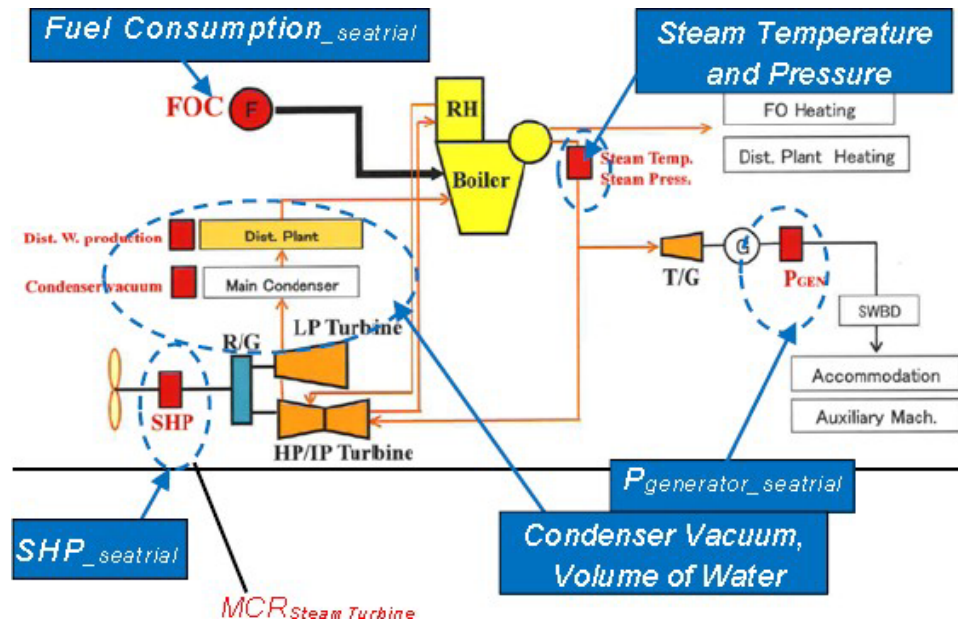 Fuel Consumption_seatrial
Steam Temperature
and Pressure
FOC
F
RH
FO Heating
Dist. Plant Heating
Steam Temp.
Steam Press.
Boiler
Dist. W. production
Dist. Plant
Condenser vacuum
Main Condenser
T/G
G
PGEN
SWBD
LP Turbine
R/G
SHP
HP/IP Turbine
Accommodation
Auxiliary Mach.
Pgenerator_seatrial
SHP_seatrial
Condenser Vacuum,
Volume of Water
MCRSteam Turbine